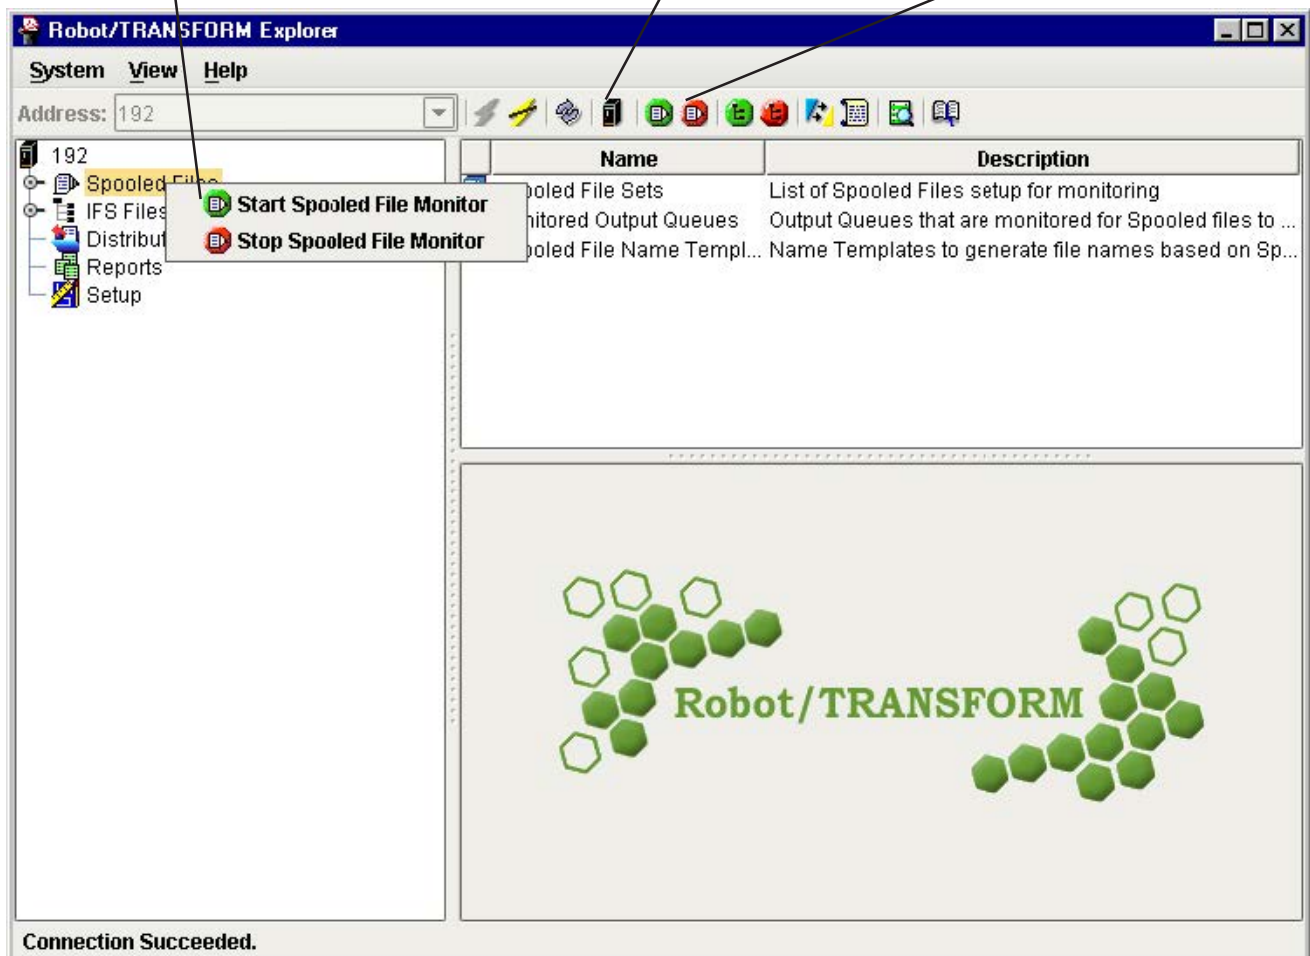 Robot/TRANSFORM Explorer
System View Help
Address: 192
192
Spooled Files
IFS Files
Distribut
Reports
Setup
Start Spooled File Monitor
Stop Spooled File Monitor
Name Description
ooled File Sets List of Spooled Files setup for monitoring
nitored Output Queues Output Queues that are monitored for Spooled files to ...
ooled File Name Templ... Name Templates to generate file names based on Sp...
Robot/TRANSFORM
Connection Succeeded.